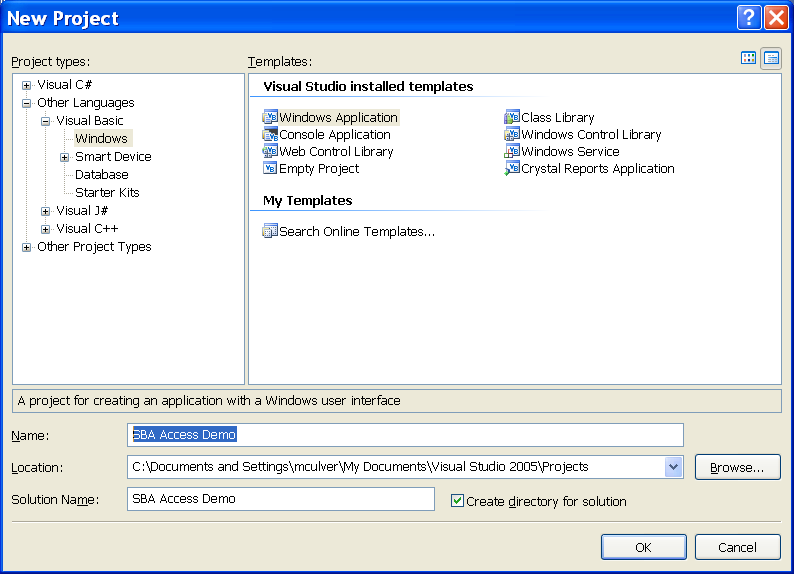 New Project
Project types:
Templates:
Visual C#
Other Languages
Visual Basic
Windows
Smart Device
Database
Starter Kits
Visual J#
Visual C++
Other Project Types
Visual Studio installed templates
Windows Application
Class Library
Console Application
Windows Control Library
Web Control Library
Windows Service
Empty Project
Crystal Reports Application
My Templates
Search Online Templates...
A project for creating an application with a Windows user interface
Name:
SBA Access Demo
Location:
C:\Documents and Settings\mculver\My Documents\Visual Studio 2005\Projects
Browse...
Solution Name:
SBA Access Demo
Create directory for solution
OK
Cancel